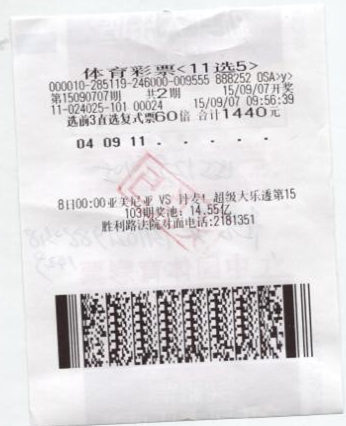 体育彩票<11选5>
000010-285119-246000-009555 888252 0SA>y>
第15090707期 共2期 15/09/07开奖
11-024025-101 00024 15/09/07 09:56:39
选前3直选复式票60倍 合计1440元
04 09 11 - - - - -
8日00:00亚美尼亚 VS 丹麦! 超级大乐透第15
103期奖池: 14.55亿
胜利路法院对面电话:2181351